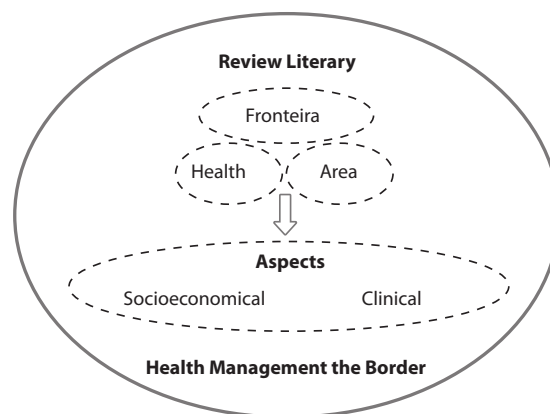 Review Literary
Fronteira
Health Area
Aspects
Socioeconomical Clinical
Health Management the Border